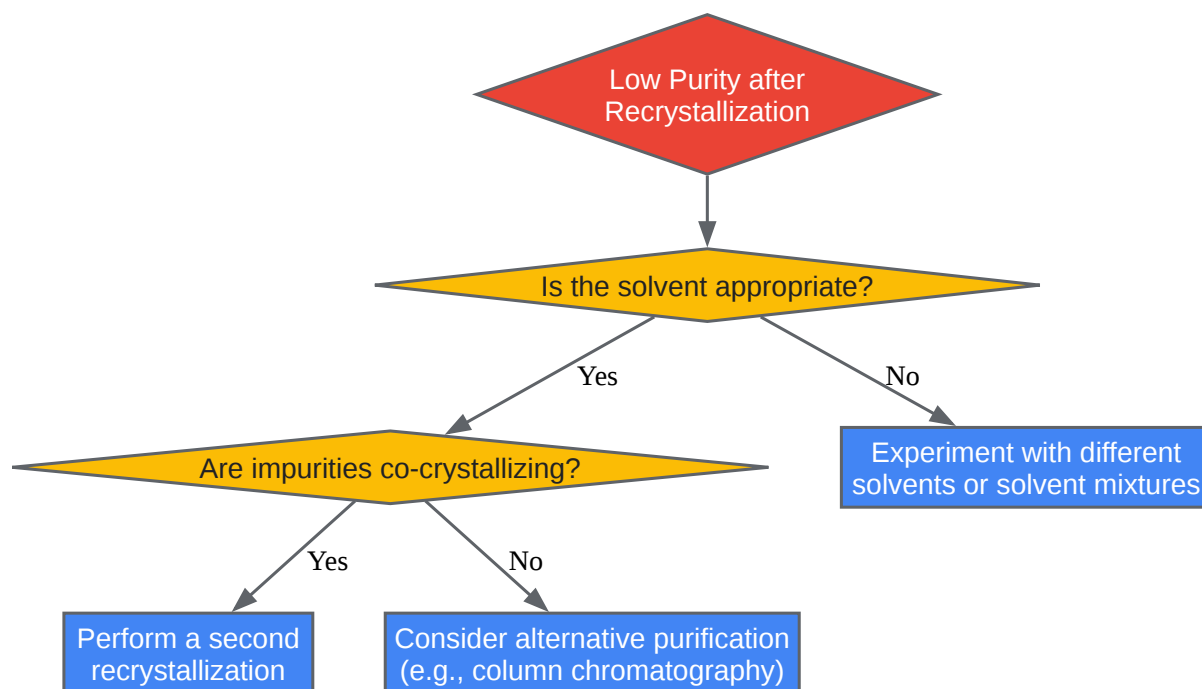 Low Purity after
Recrystallization
Is the solvent appropriate?
Yes
No
Are impurities co-crystallizing?
Experiment with different
solvents or solvent mixtures
Yes
No
Perform a second
recrystallization
Consider alternative purification
(e.g., column chromatography)